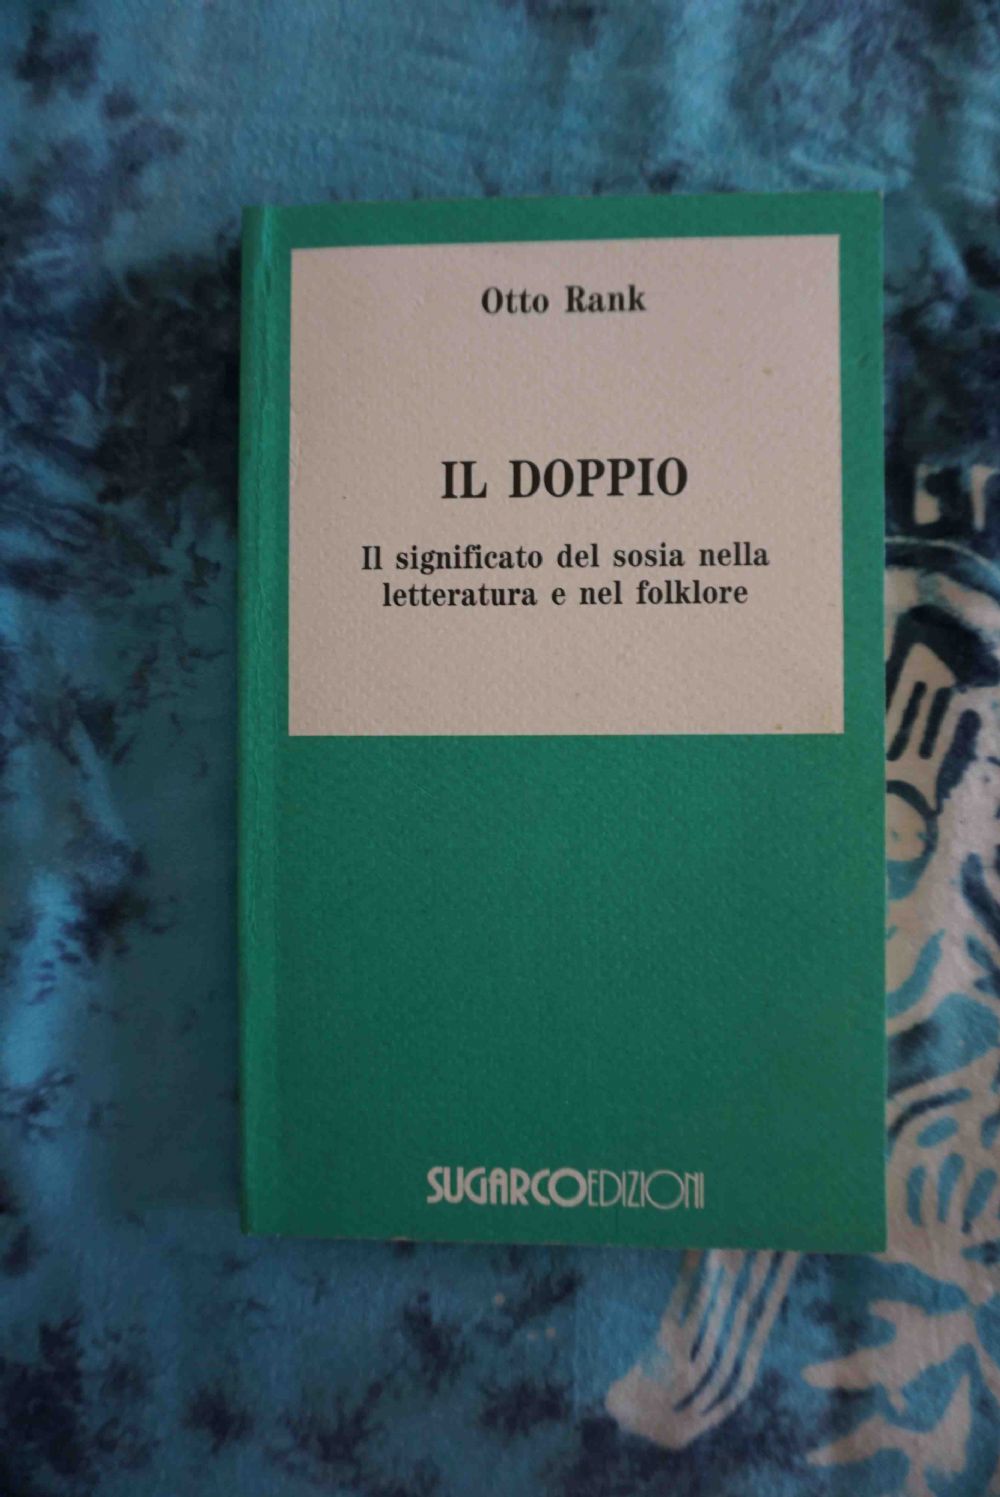 Otto Rank
IL DOPPIO
Il significato del sosia nella
letteratura e nel folklore
SUGARCOEDIZIONI